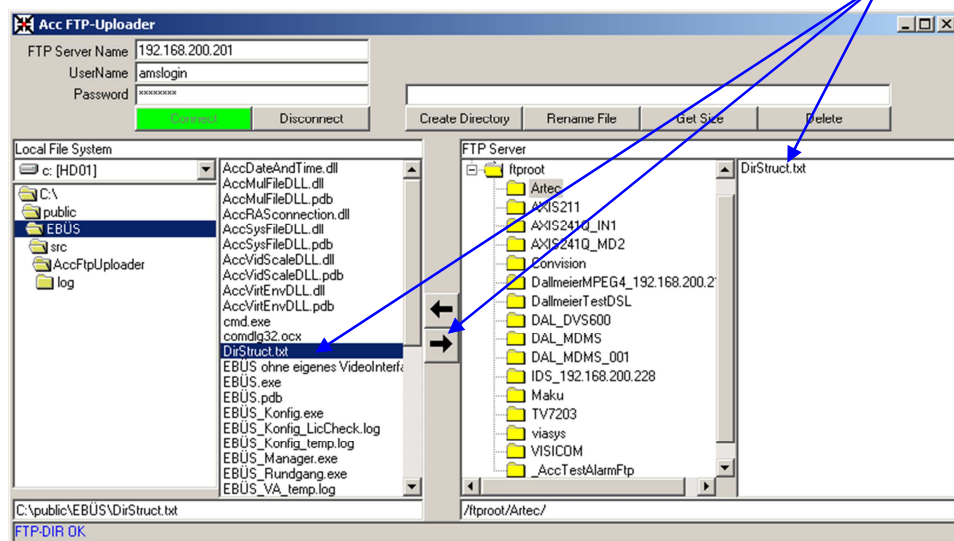 Acc FTP-Uploader
FTP Server Name 192.168.200.201
UserName amslogin
Password xxxxxxxx
Connect Disconnect Create Directory Rename File Get Size Delete
Local File System
c: [HD01]
C:\
public
EBÜS
src
AccFtpUploader
log
AccDateAndTime.dll
AccMulFileDLL.dll
AccMulFileDLL.pdb
AccRASconnection.dll
AccSysFileDLL.dll
AccSysFileDLL.pdb
AccVidScaleDLL.dll
AccVidScaleDLL.pdb
AccVirtEnvDLL.dll
AccVirtEnvDLL.pdb
cmd.exe
comdlg32.ocx
DirStruct.txt
EBÜS ohne eigenes VideoInterfa
EBÜS.exe
EBÜS.pdb
EBÜS_Konfig.exe
EBÜS_Konfig_LicCheck.log
EBÜS_Konfig_temp.log
EBÜS_Manager.exe
EBÜS_Rundgang.exe
EBÜS_VA_temp.log
C:\public\EBÜS\DirStruct.txt
FTP Server
ftproot
Artec
AXIS211
AXIS241Q_IN1
AXIS241Q_MD2
Convision
DallmeierMPEG4_192.168.200.2
DallmeierTestDSL
DAL_DVS600
DAL_MDMS
DAL_MDMS_001
IDS_192.168.200.228
Maku
TV7203
viasys
VISICOM
_AccTestAlarmFtp
DirStruct.txt
/ftproot/Artec/
FTP-DIR OK